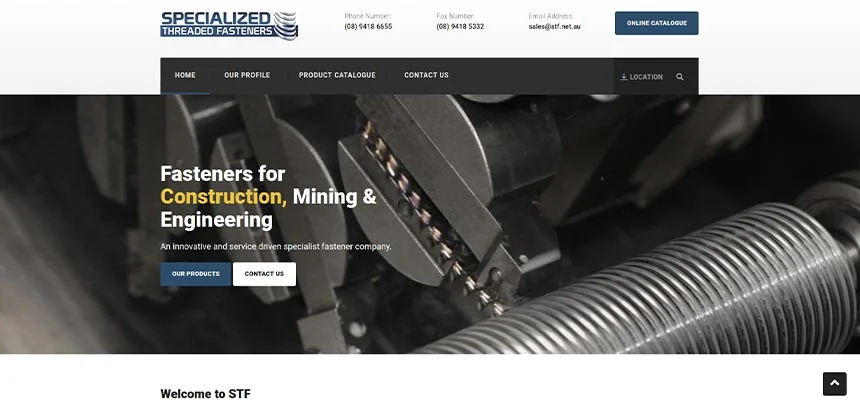 SPECIALIZED
THREADED FASTENERS
Phone Number:
(08) 9418 6655
Fax Number:
(08) 9418 5332
Email Address:
sales@stf.net.au
ONLINE CATALOGUE
HOME
OUR PROFILE
PRODUCT CATALOGUE
CONTACT US
LOCATION
Fasteners for
Construction, Mining &
Engineering
An innovative and service driven specialist fastener company.
OUR PRODUCTS
CONTACT US
Welcome to STF